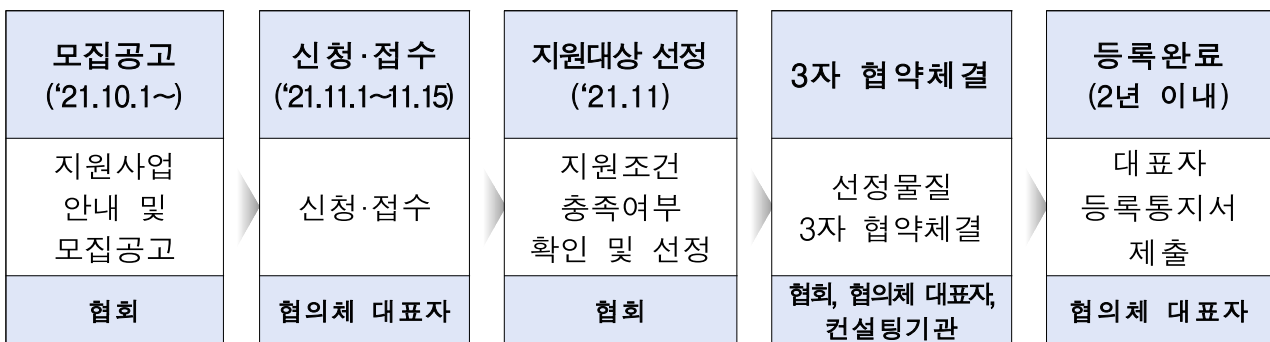 모집공고
(‘21.10.1~)
지원사업
안내 및
모집공고
협회
신청·접수
(‘21.11.1~11.15)
신청·접수
협의체 대표자
지원대상 선정
(‘21.11)
지원조건
충족여부
확인 및 선정
협회
3자 협약체결
선정물질
3자 협약체결
협회, 협의체 대표자,
컨설팅기관
등록완료
(2년 이내)
대표자
등록통지서
제출
협의체 대표자